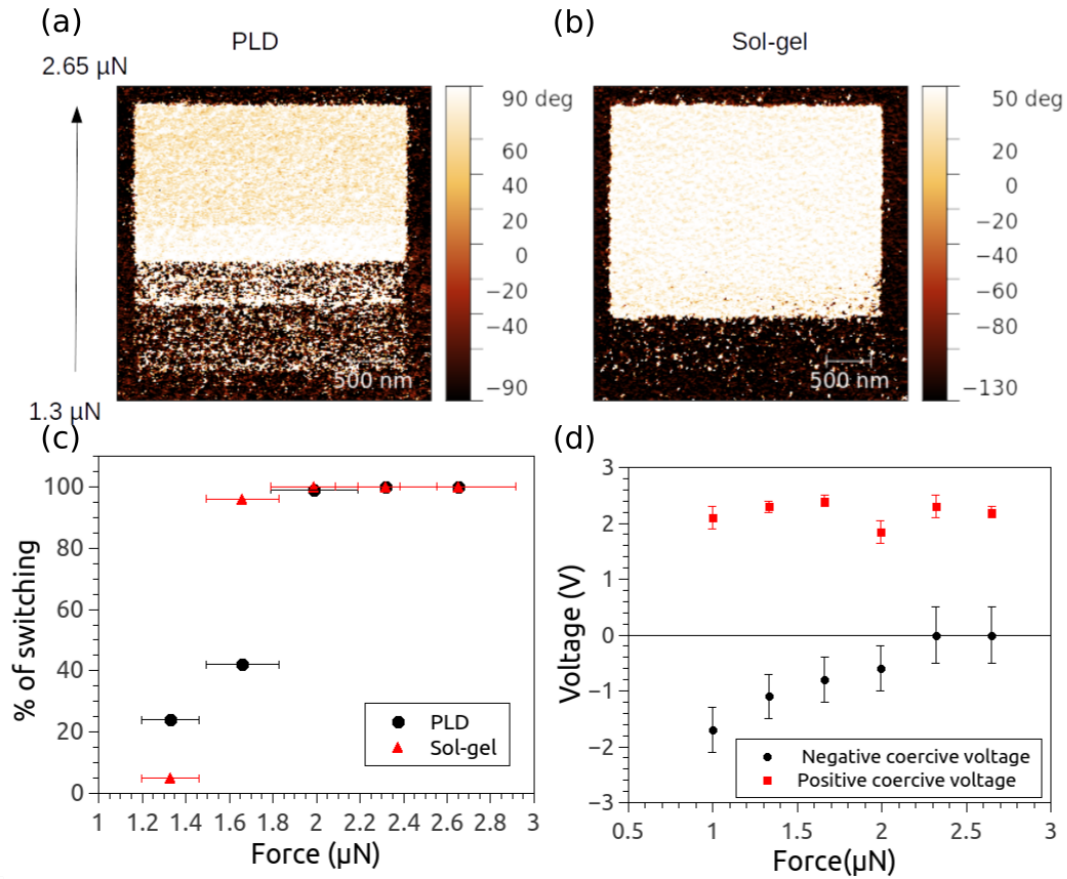 (a)
PLD
(b)
Sol-gel
2.65 µN
1.3 µN
90 deg
60
40
20
0
−20
−40
−90
500 nm
50 deg
20
0
−20
−60
−80
−130
500 nm
(c)
% of switching
100
80
60
40
20
0
PLD
Sol-gel
1 1.2 1.4 1.6 1.8 2 2.2 2.4 2.6 2.8 3
Force (µN)
(d)
Voltage (V)
3
2
1
0
−1
−2
−3
Negative coercive voltage
Positive coercive voltage
0.5 1 1.5 2 2.5 3
Force(µN)